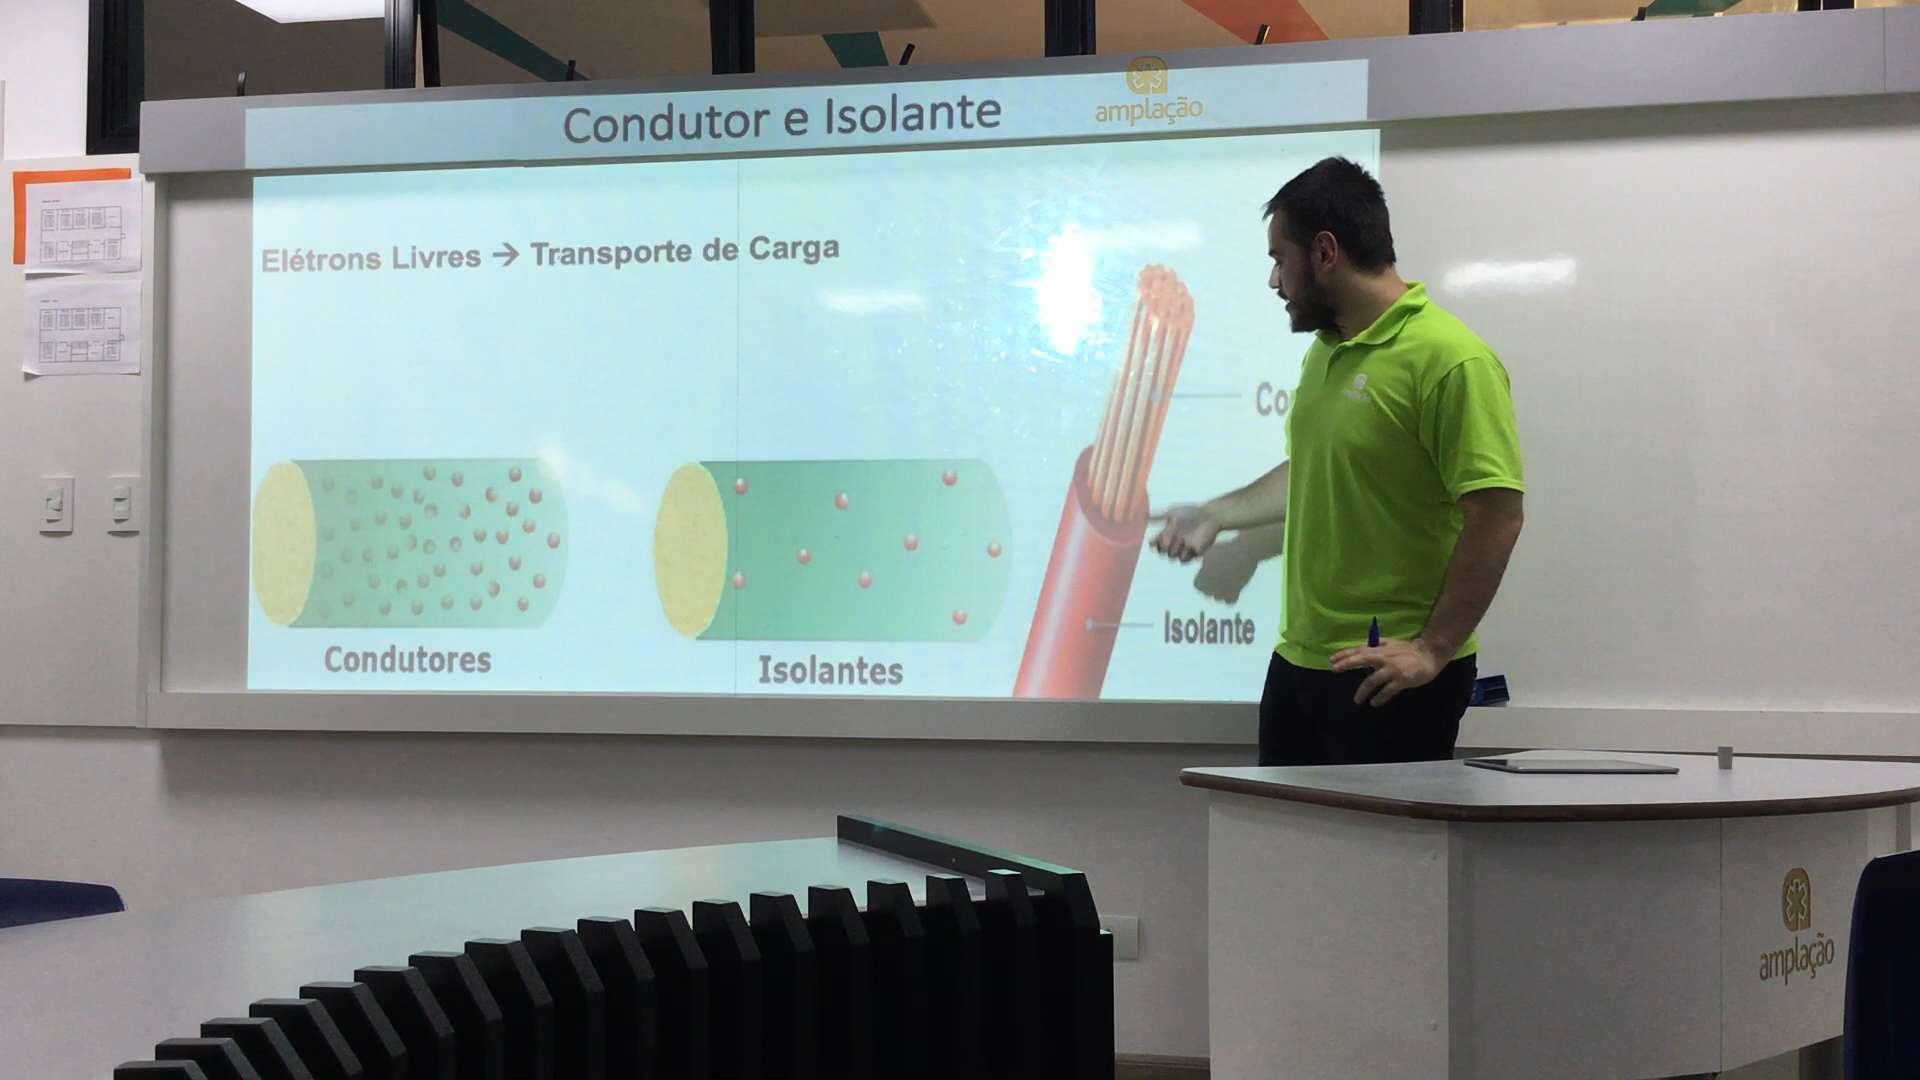 Condutor e Isolante
amplação
Elétrons Livres → Transporte de Carga
Isolante
Condutores
Isolantes
amplação